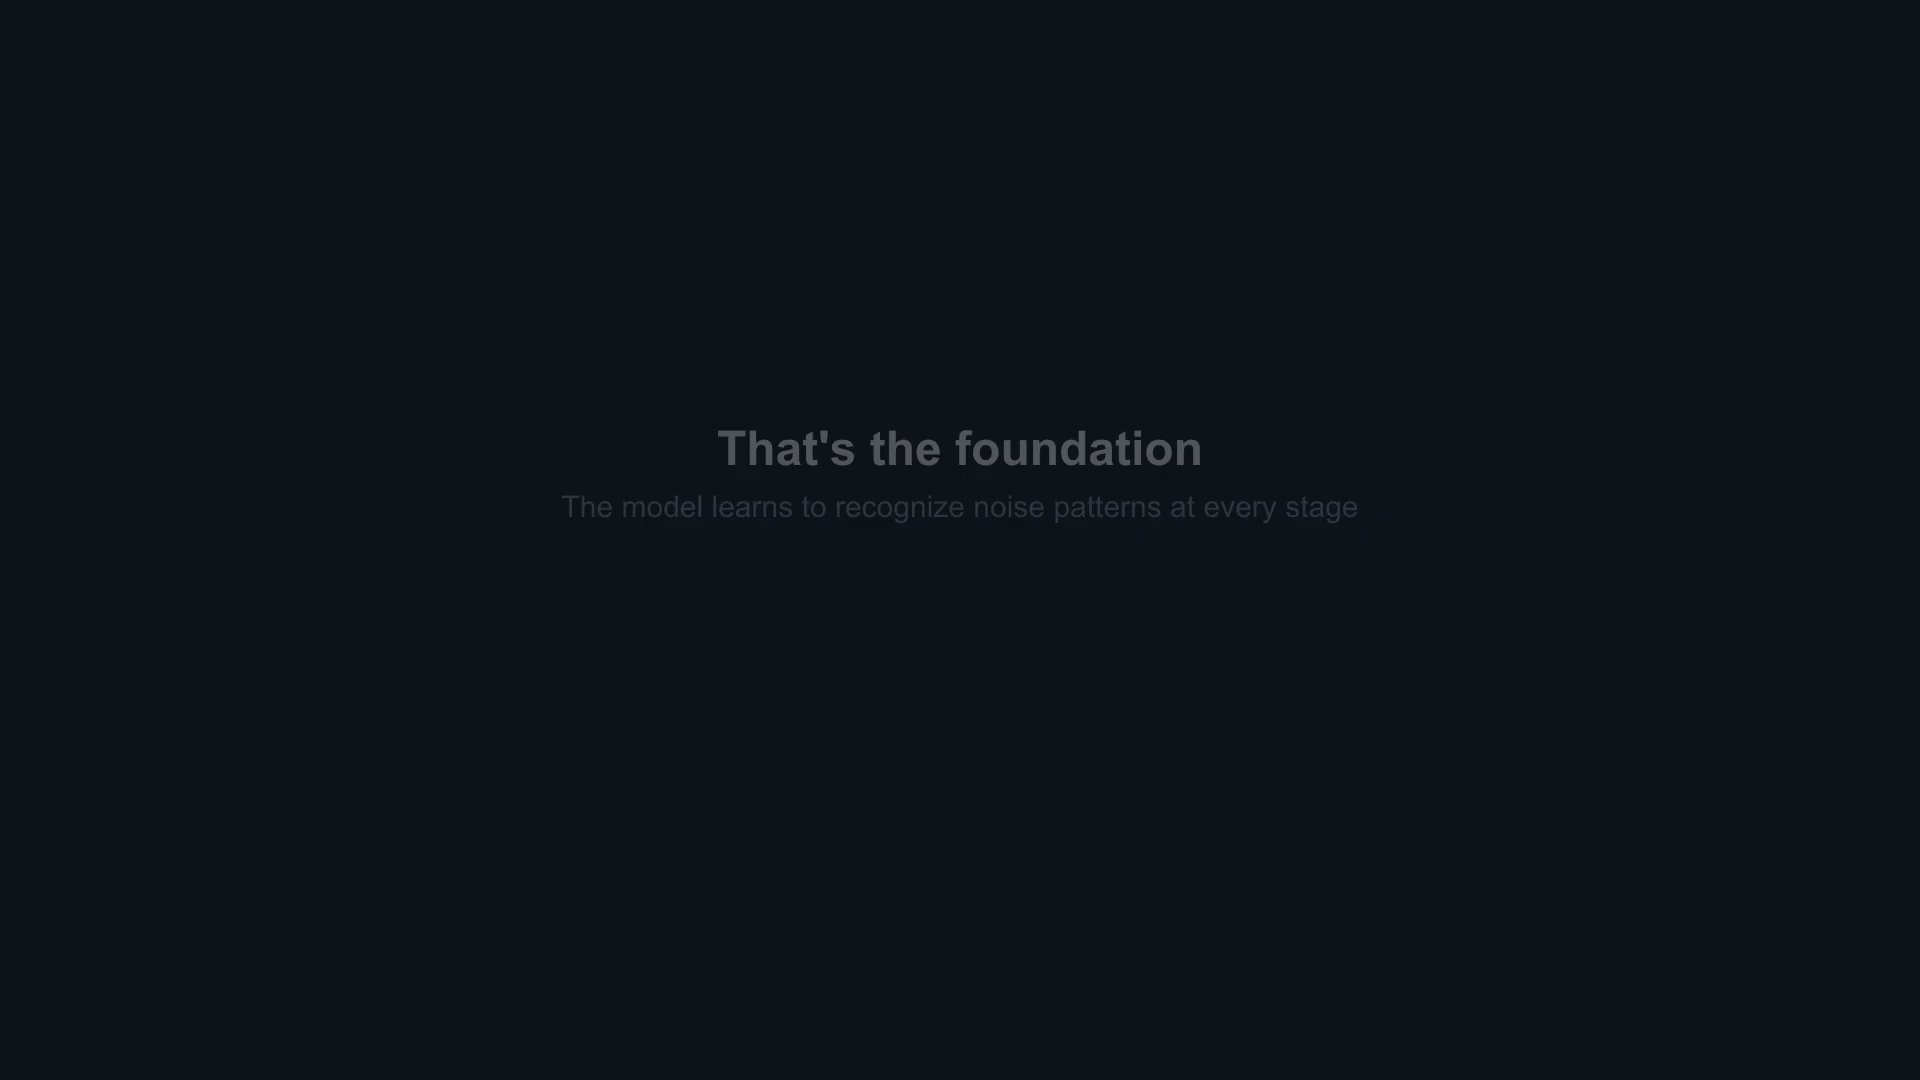 That's the foundation
The model learns to recognize noise patterns at every stage